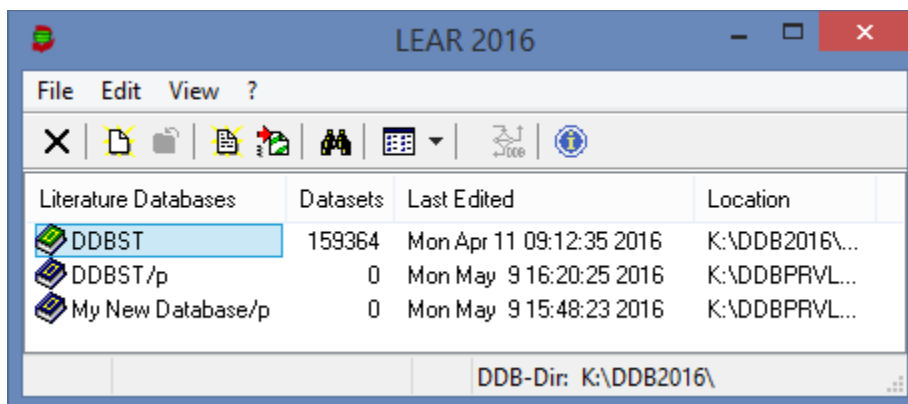 LEAR 2016
File Edit View ?
Literature Databases Datasets Last Edited Location
DDBST 159364 Mon Apr 11 09:12:35 2016 K:\DDB2016\...
DDBST/p 0 Mon May 9 16:20:25 2016 K:\DDBPRVL...
My New Database/p 0 Mon May 9 15:48:23 2016 K:\DDBPRVL...
DDB-Dir: K:\DDB2016\